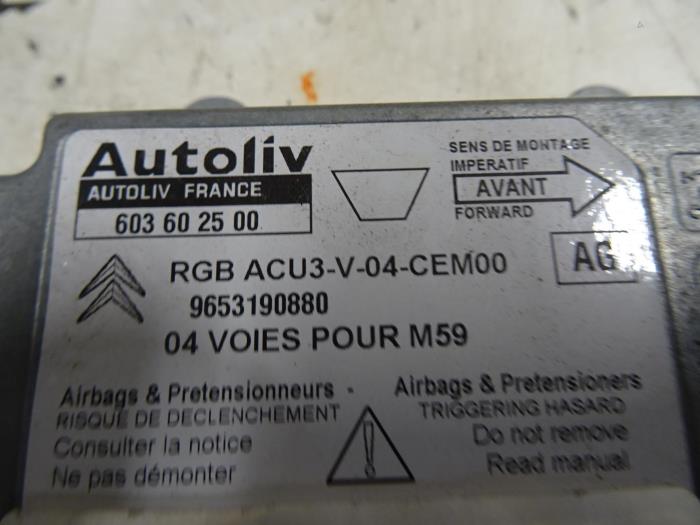 Autoliv
AUTOLIV FRANCE
603 60 25 00
SENS DE MONTAGE
IMPERATIF
AVANT
FORWARD
AG
RGB ACU3-V-04-CEM00
9653190880
04 VOIES POUR M59
Airbags & Pretensionneurs -
RISQUE DE DECLENCHEMENT
Consulter la notice
Ne pas démonter
Airbags & Pretensioners
TRIGGERING HASARD
Do not remove
Read manual